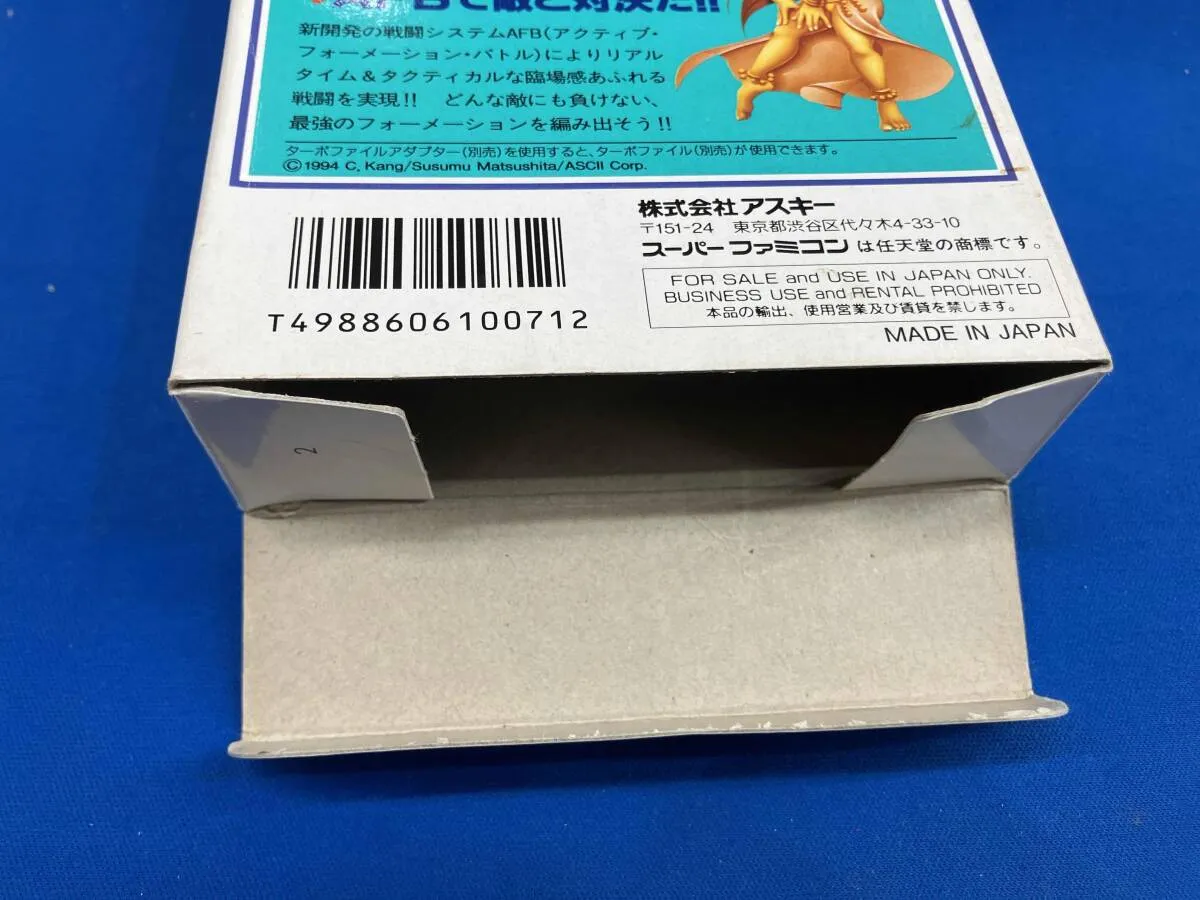 Bで敵と対決だ!!
新開発の戦闘システムAFB(アクティブ・
フォーメーション・バトル)によりリアル
タイム&タクティカルな臨場感あふれる
戦闘を実現!! どんな敵にも負けない、
最強のフォーメーションを編み出そう!!
ターボファイルアダプター(別売)を使用すると、ターボファイル(別売)が使用できます。
©1994 C. Kang/Susumu Matsushita/ASCII Corp.
株式会社アスキー
〒151-24 東京都渋谷区代々木4-33-10
スーパーファミコンは任天堂の商標です。
FOR SALE and USE IN JAPAN ONLY.
BUSINESS USE and RENTAL PROHIBITED
本品の輸出、使用営業及び賃貸を禁じます。
MADE IN JAPAN
T4988606100712
2